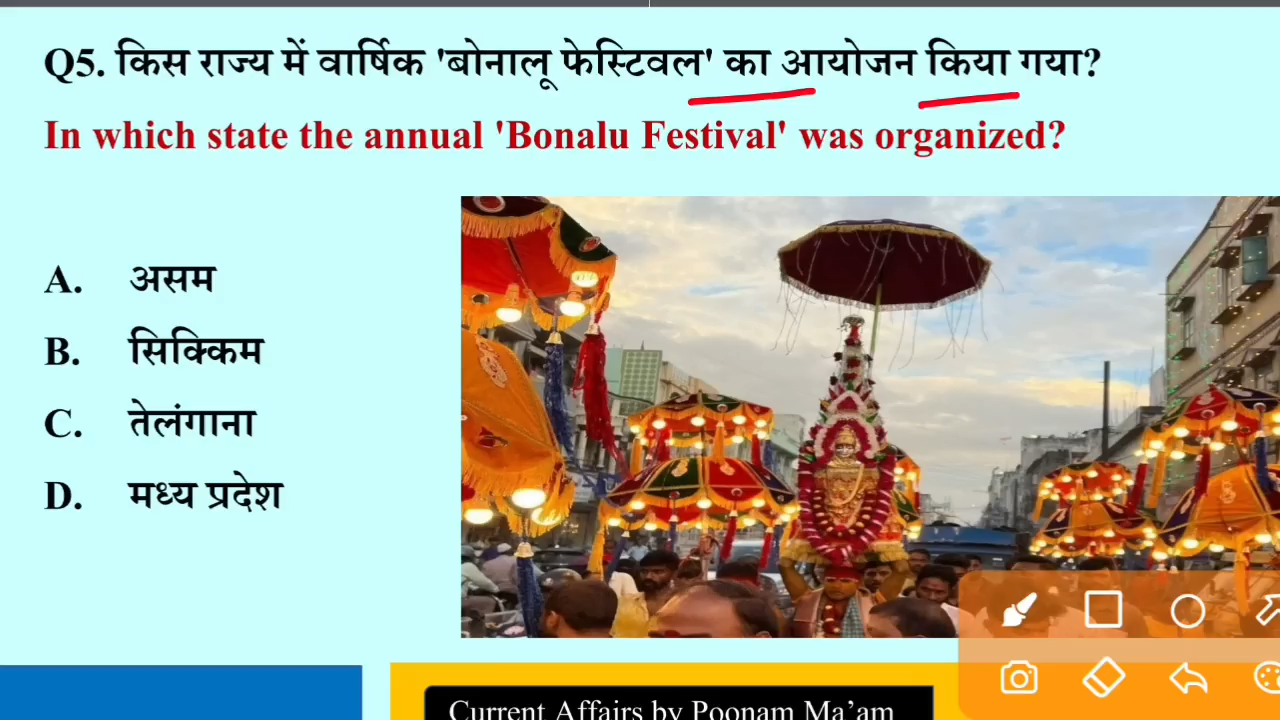 Q5. किस राज्य में वार्षिक 'बोनालू फेस्टिवल' का आयोजन किया गया?
In which state the annual 'Bonalu Festival' was organized?
A. असम
B. सिक्किम
C. तेलंगाना
D. मध्य प्रदेश
Current Affairs by Poonam Ma’am